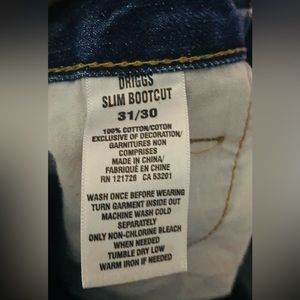 DRIGGS
SLIM BOOTCUT
31/30
100% COTTON/COTON
EXCLUSIVE OF DECORATION/
GARNITURES NON
COMPRISES
MADE IN CHINA/
FABRIQUÉ EN CHINE
RN 121726 CA 53201
WASH ONCE BEFORE WEARING
TURN GARMENT INSIDE OUT
MACHINE WASH COLD
SEPARATELY
ONLY NON-CHLORINE BLEACH
WHEN NEEDED
TUMBLE DRY LOW
WARM IRON IF NEEDED